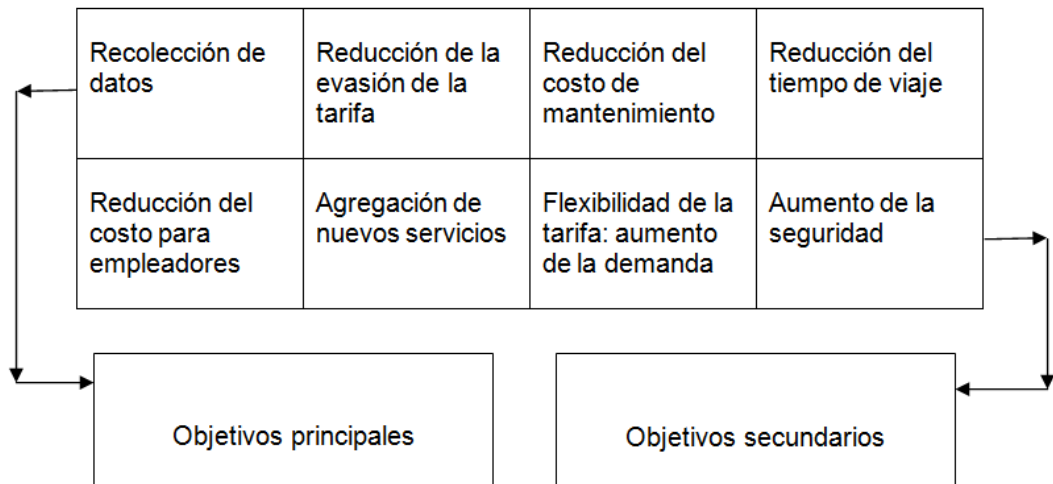 Recolección de
datos
Reducción de la
evasión de la
tarifa
Reducción del
costo de
mantenimiento
Reducción del
tiempo de viaje
Reducción del
costo para
empleadores
Agregación de
nuevos servicios
Flexibilidad de la
tarifa: aumento
de la demanda
Aumento de la
seguridad
Objetivos principales
Objetivos secundarios